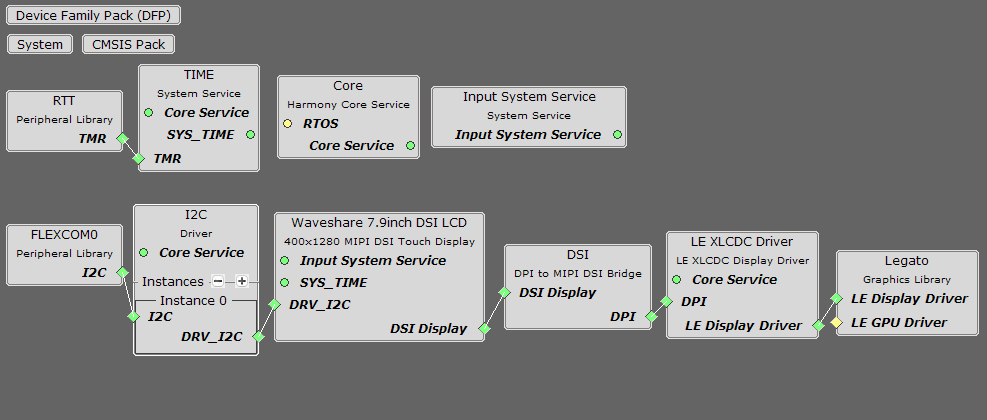 Device Family Pack (DFP)
System
CMSIS Pack
RTT
Peripheral Library
TMR
TIME
System Service
Core Service
SYS_TIME
TMR
Core
Harmony Core Service
RTOS
Core Service
Input System Service
System Service
Input System Service
FLEXCOM0
Peripheral Library
I2C
I2C
Driver
Core Service
Instances
Instance 0
I2C
DRV_I2C
Waveshare 7.9inch DSI LCD
400x1280 MIPI DSI Touch Display
Input System Service
SYS_TIME
DRV_I2C
DSI Display
DSI
DPI to MIPI DSI Bridge
DSI Display
DPI
LE XLCDC Driver
LE XLCDC Display Driver
Core Service
DPI
LE Display Driver
Legato
Graphics Library
LE Display Driver
LE GPU Driver